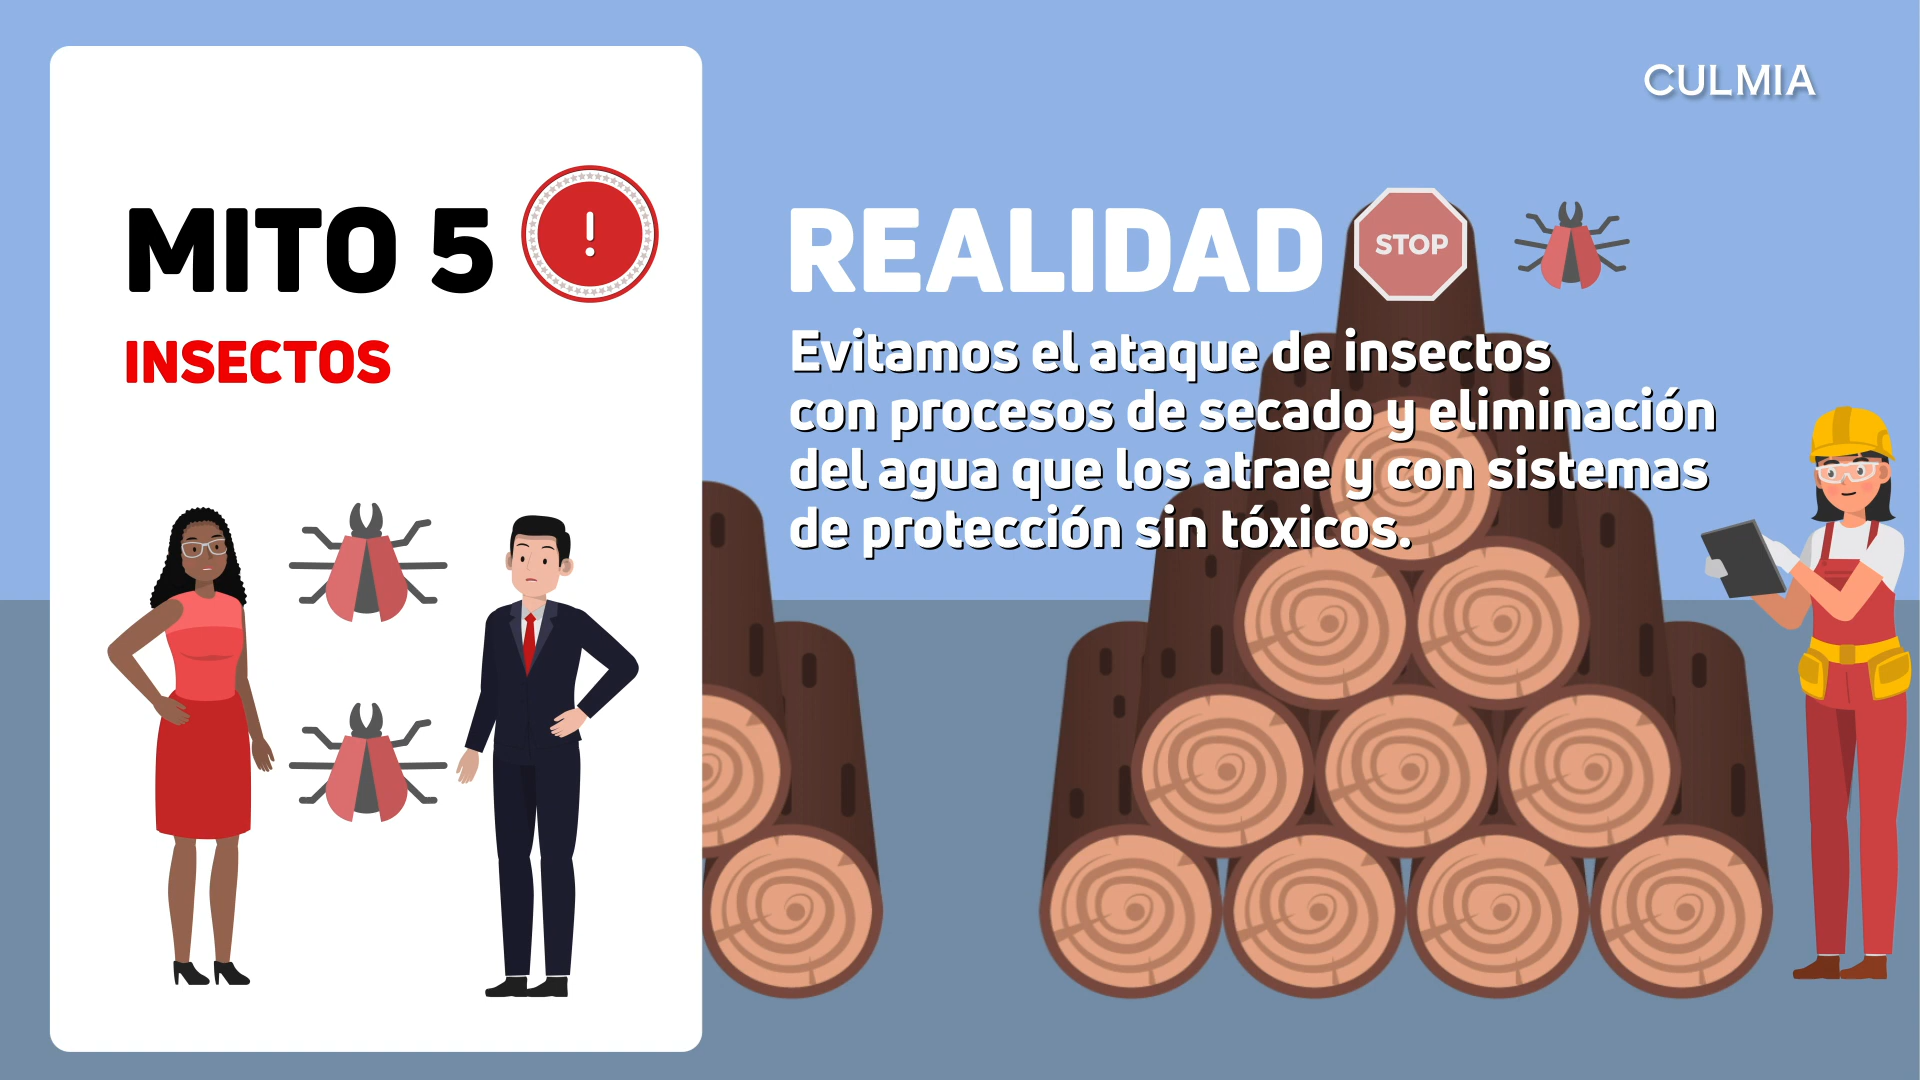 CULMIA
MITO 5
!
INSECTOS
REALIDAD
STOP
Evitamos el ataque de insectos
con procesos de secado y eliminación
del agua que los atrae y con sistemas
de protección sin tóxicos.